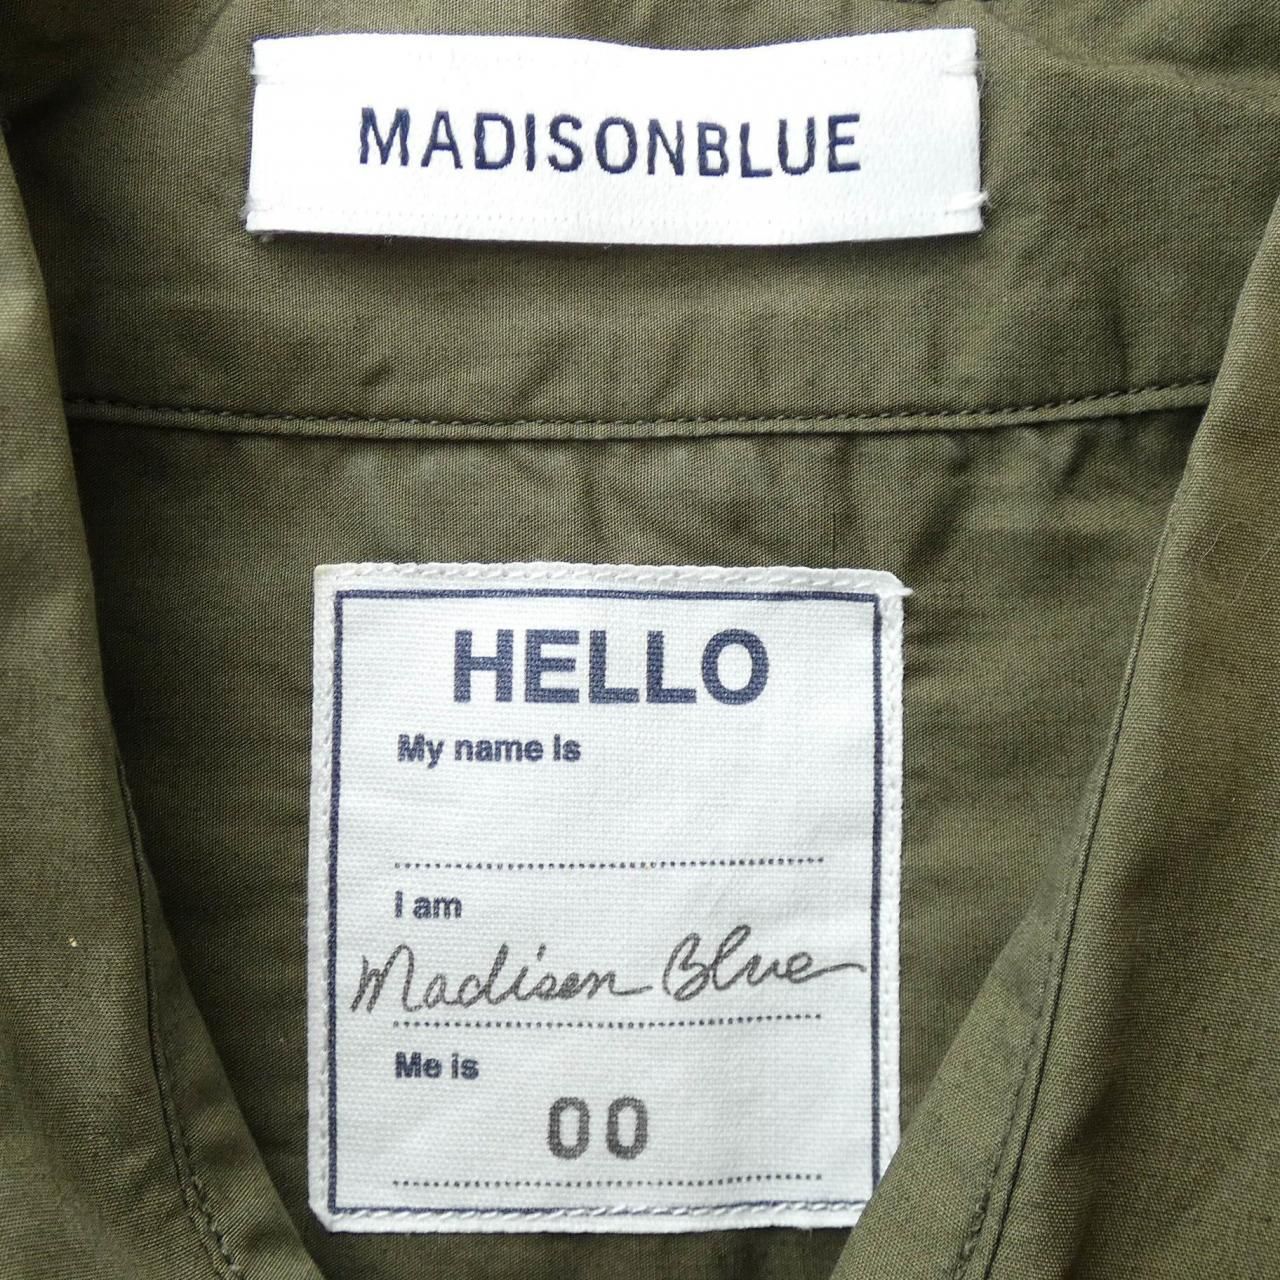 MADISONBLUE
HELLO
My name is
I am
Madison Blue
Me is
00